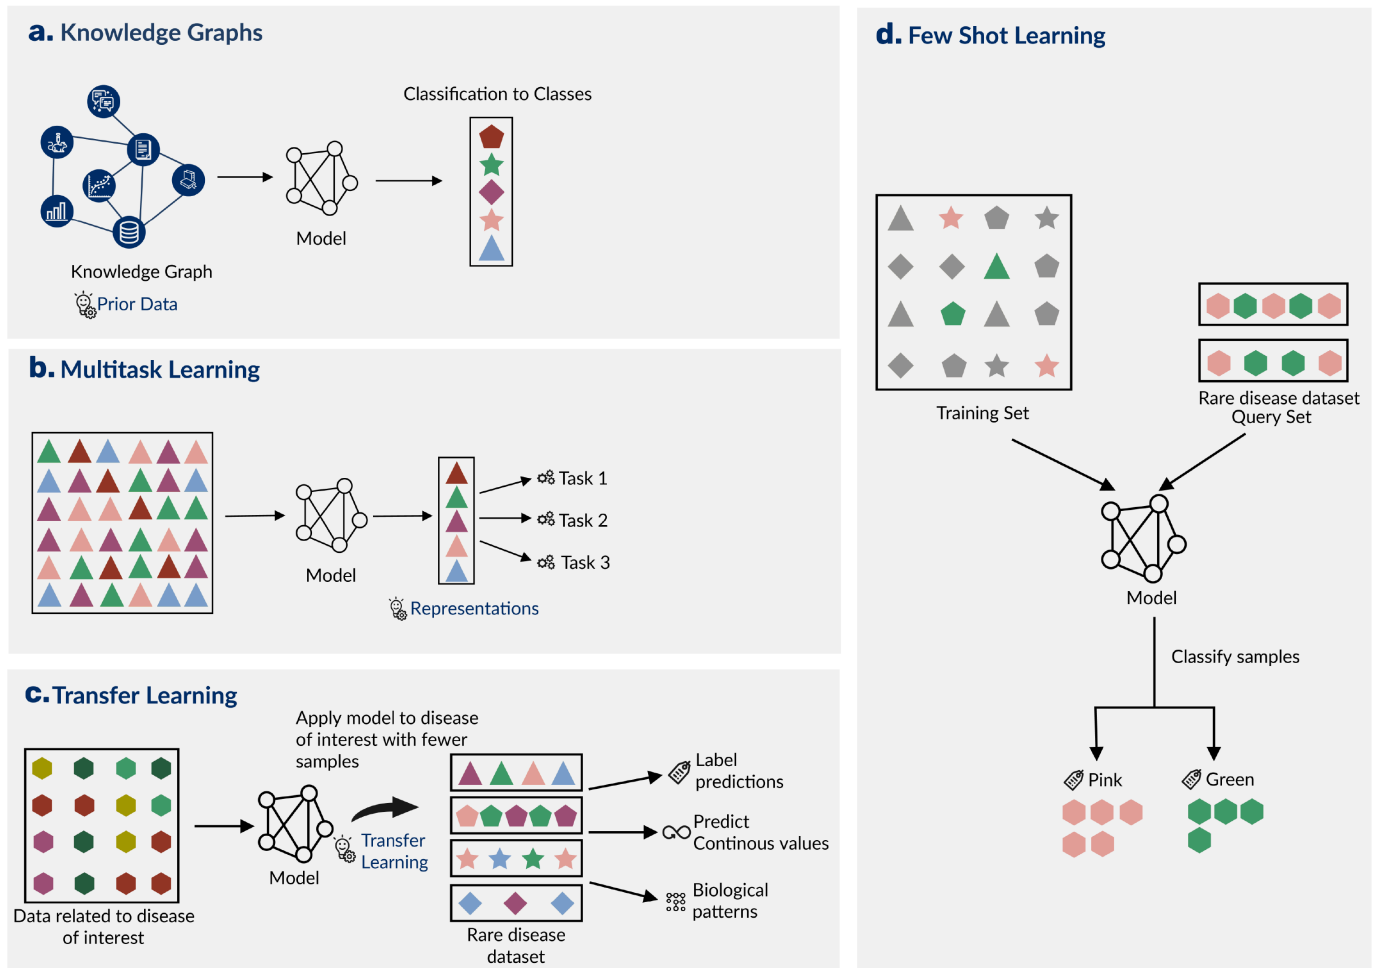 a. Knowledge Graphs
Classification to Classes
Model
Knowledge Graph
Prior Data
b. Multitask Learning
Task 1
Task 2
Task 3
Model
Representations
c. Transfer Learning
Apply model to disease
of interest with fewer
samples
Label
predictions
Predict
Continous values
Transfer
Learning
Model
Biological
patterns
Data related to disease
of interest
Rare disease
dataset
d. Few Shot Learning
Training Set
Rare disease dataset
Query Set
Model
Classify samples
Pink
Green